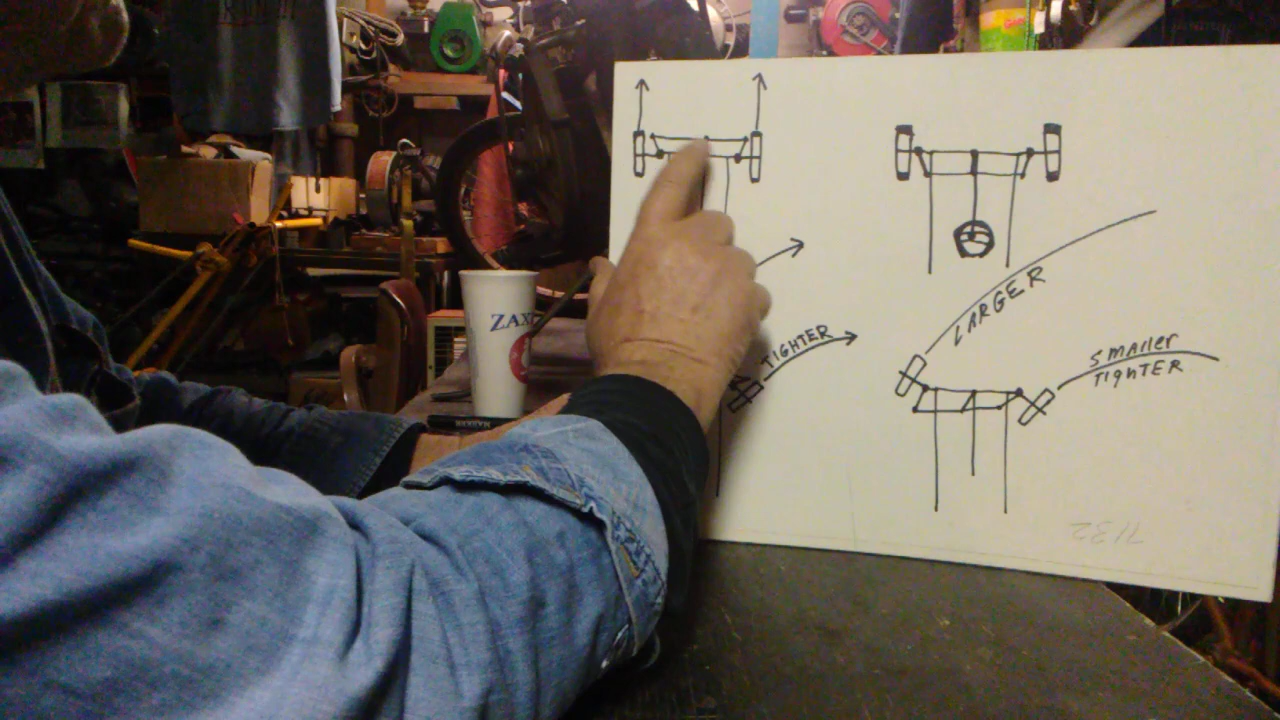 ZAX
TIGHTER
LARGER
SMAller
TIGHTER
7132